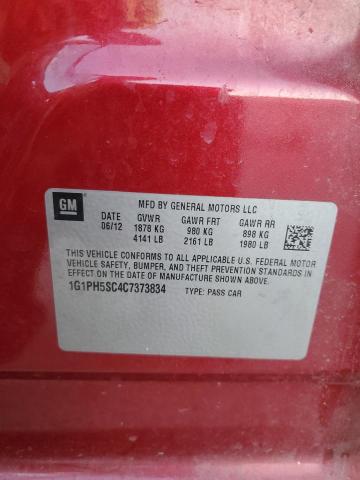 GM
MFD BY GENERAL MOTORS LLC
DATE GVWR GAWR FRT GAWR RR
06/12 1878 KG 980 KG 898 KG
4141 LB 2161 LB 1980 LB
THIS VEHICLE CONFORMS TO ALL APPLICABLE U.S. FEDERAL MOTOR
VEHICLE SAFETY, BUMPER, AND THEFT PREVENTION STANDARDS IN
EFFECT ON THE DATE OF MANUFACTURE SHOWN ABOVE.
1G1PH5SC4C7373834 TYPE: PASS CAR